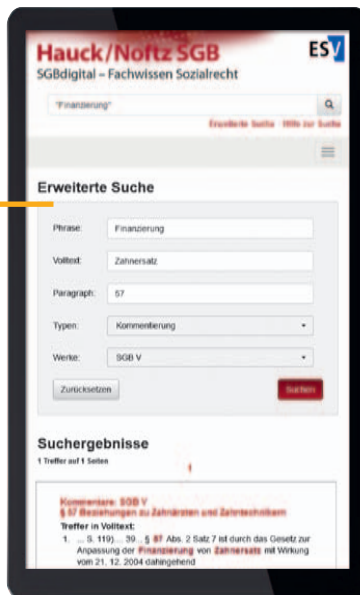 Hauck/Noftz SGB
ESV
SGBdigital – Fachwissen Sozialrecht
"Finanzierung"
Erweiterte Suche Hilfe zur Suche
Erweiterte Suche
Phrase: Finanzierung
Volltext: Zahnersatz
Paragraph: 57
Typen: Kommentierung
Werke: SGB V
Zurücksetzen Suchen
Suchergebnisse
1 Treffer auf 1 Seiten
1
Kommentare: SGB V
§ 57 Beziehungen zu Zahnärzten und Zahntechnikern
Treffer in Volltext:
1. ... S. 119)... 39... § 57 Abs. 2 Satz 7 ist durch das Gesetz zur
Anpassung der Finanzierung von Zahnersatz mit Wirkung
vom 21. 12. 2004 dahingehend